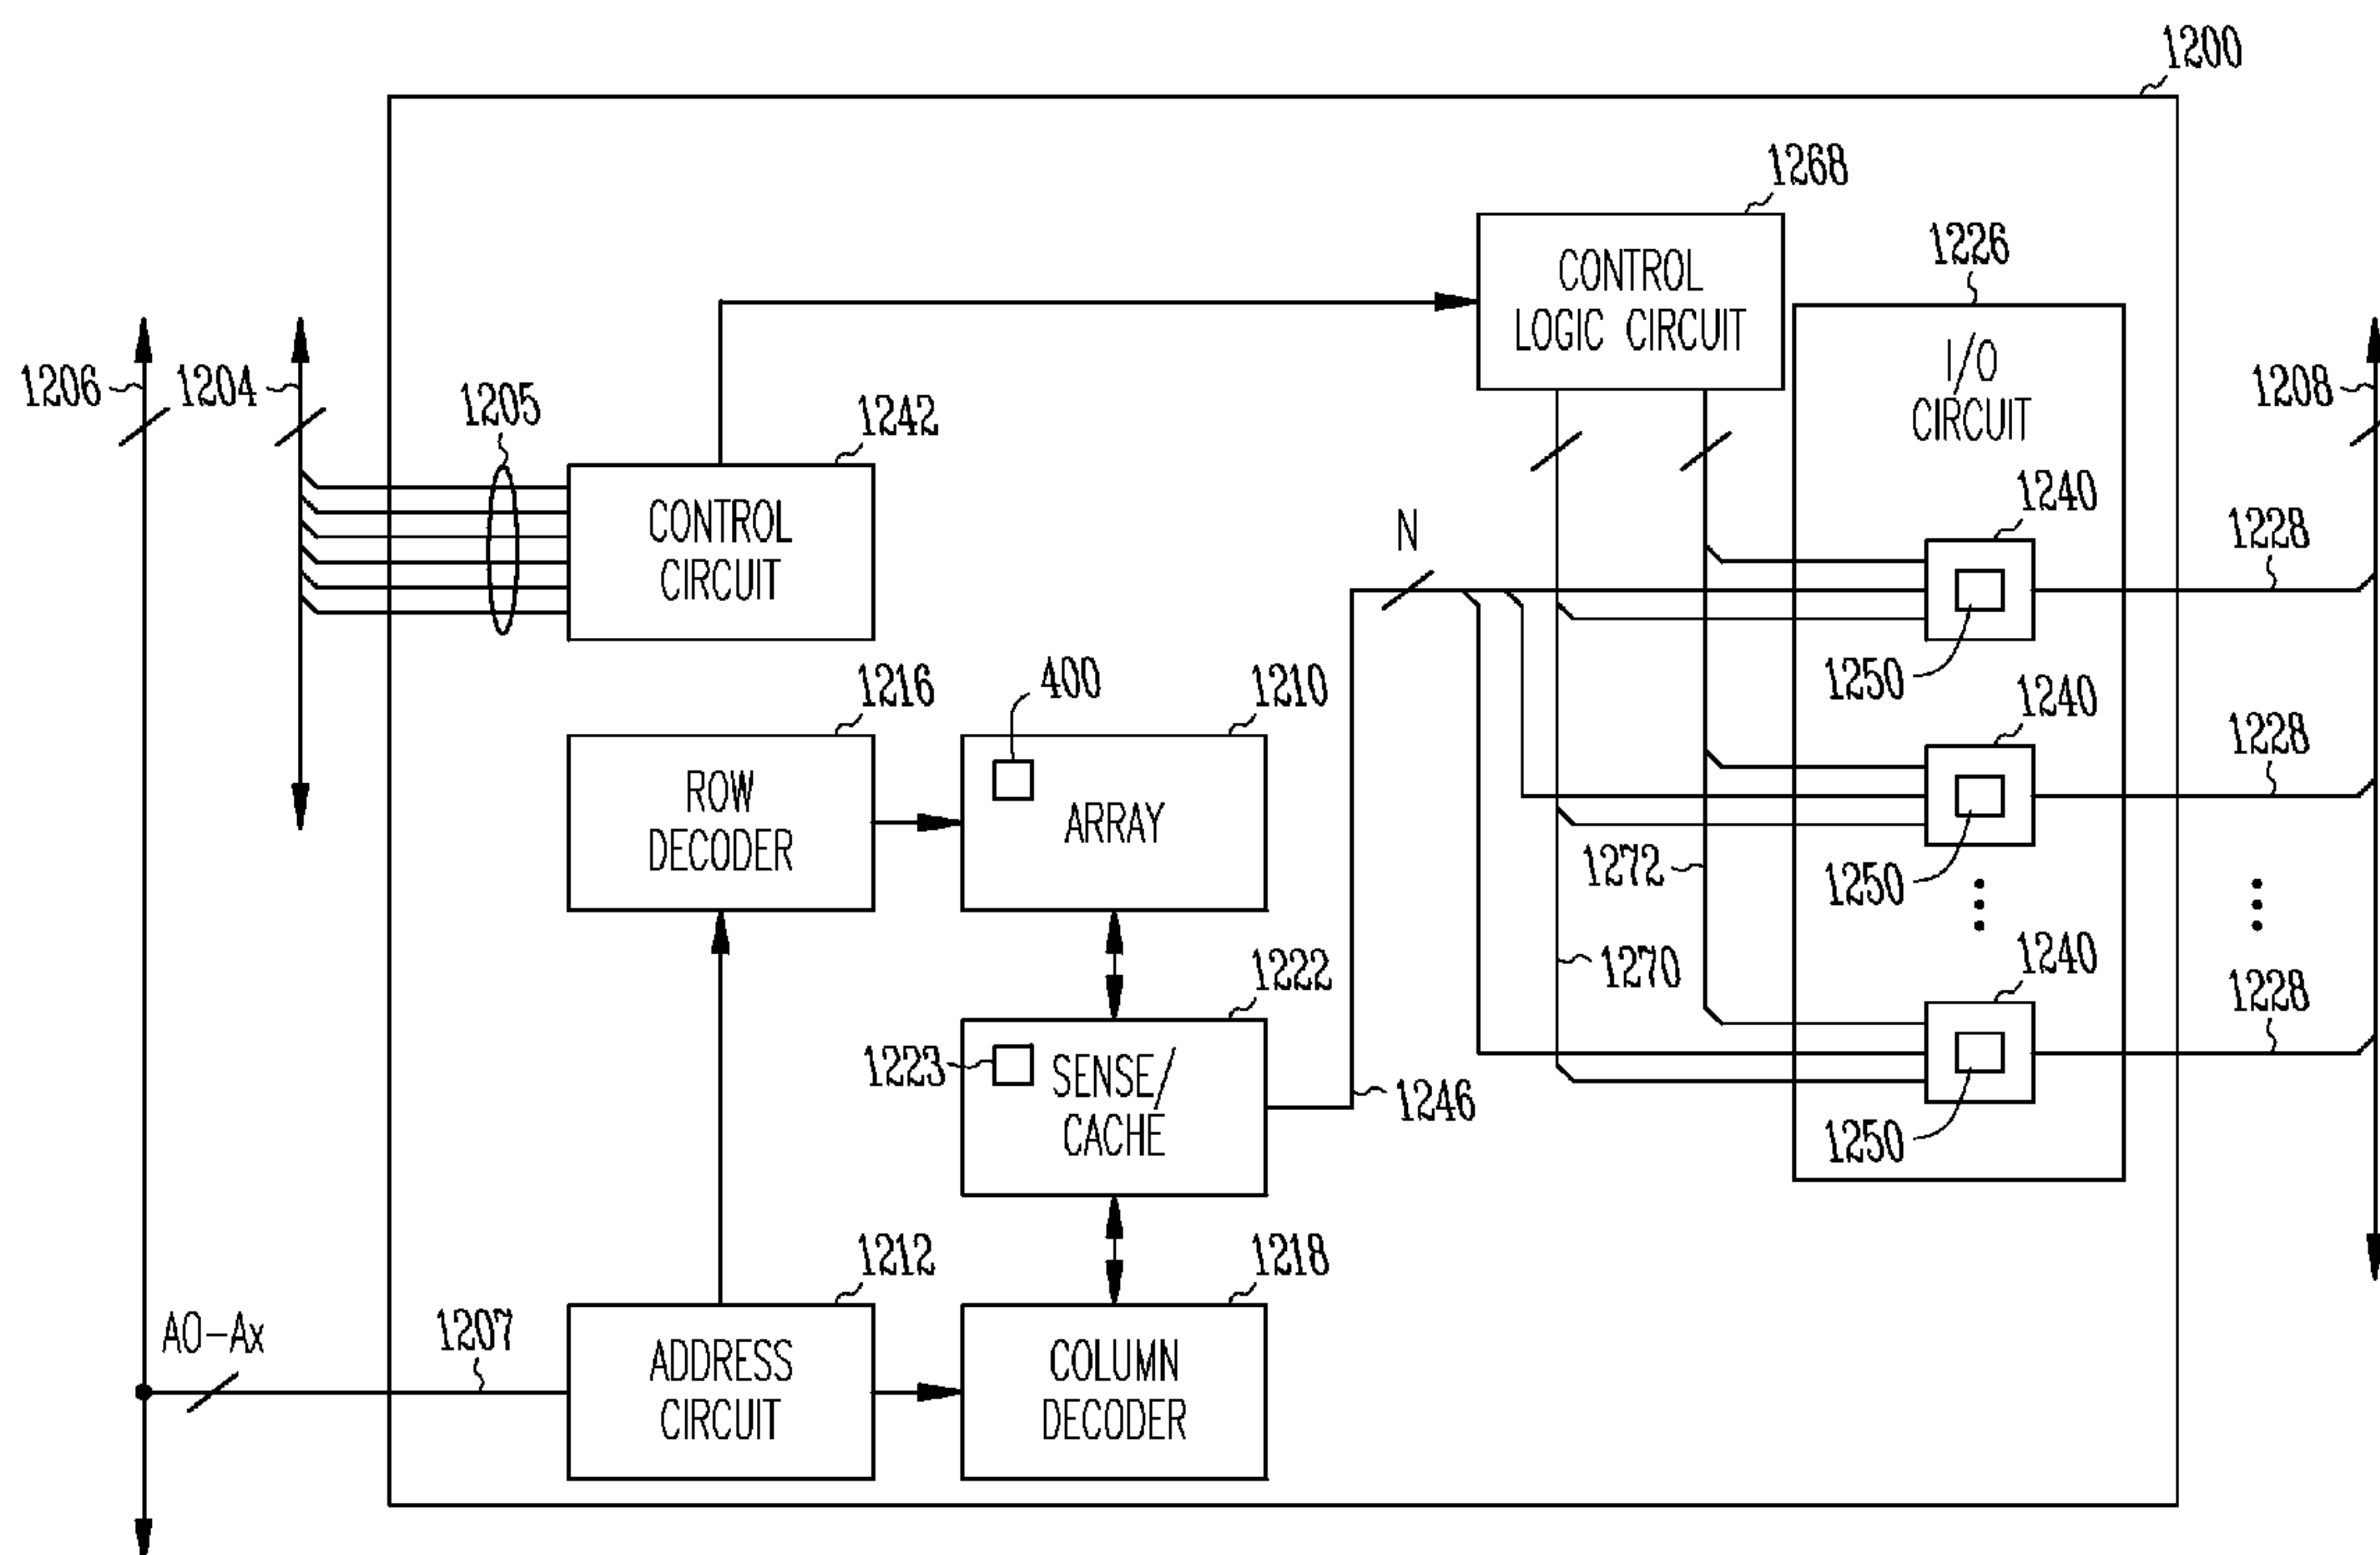 1200
1268
CONTROL
LOGIC CIRCUIT
1226
I/O
CIRCUIT
1206
1204
1205
1242
CONTROL
CIRCUIT
1208
N
1240
1228
1250
1216
ROW
DECODER
400
1210
ARRAY
1240
1228
1250
1272
1270
1240
1228
1250
1222
1223
SENSE/
CACHE
1246
A0-Ax
1207
1212
ADDRESS
CIRCUIT
1218
COLUMN
DECODER